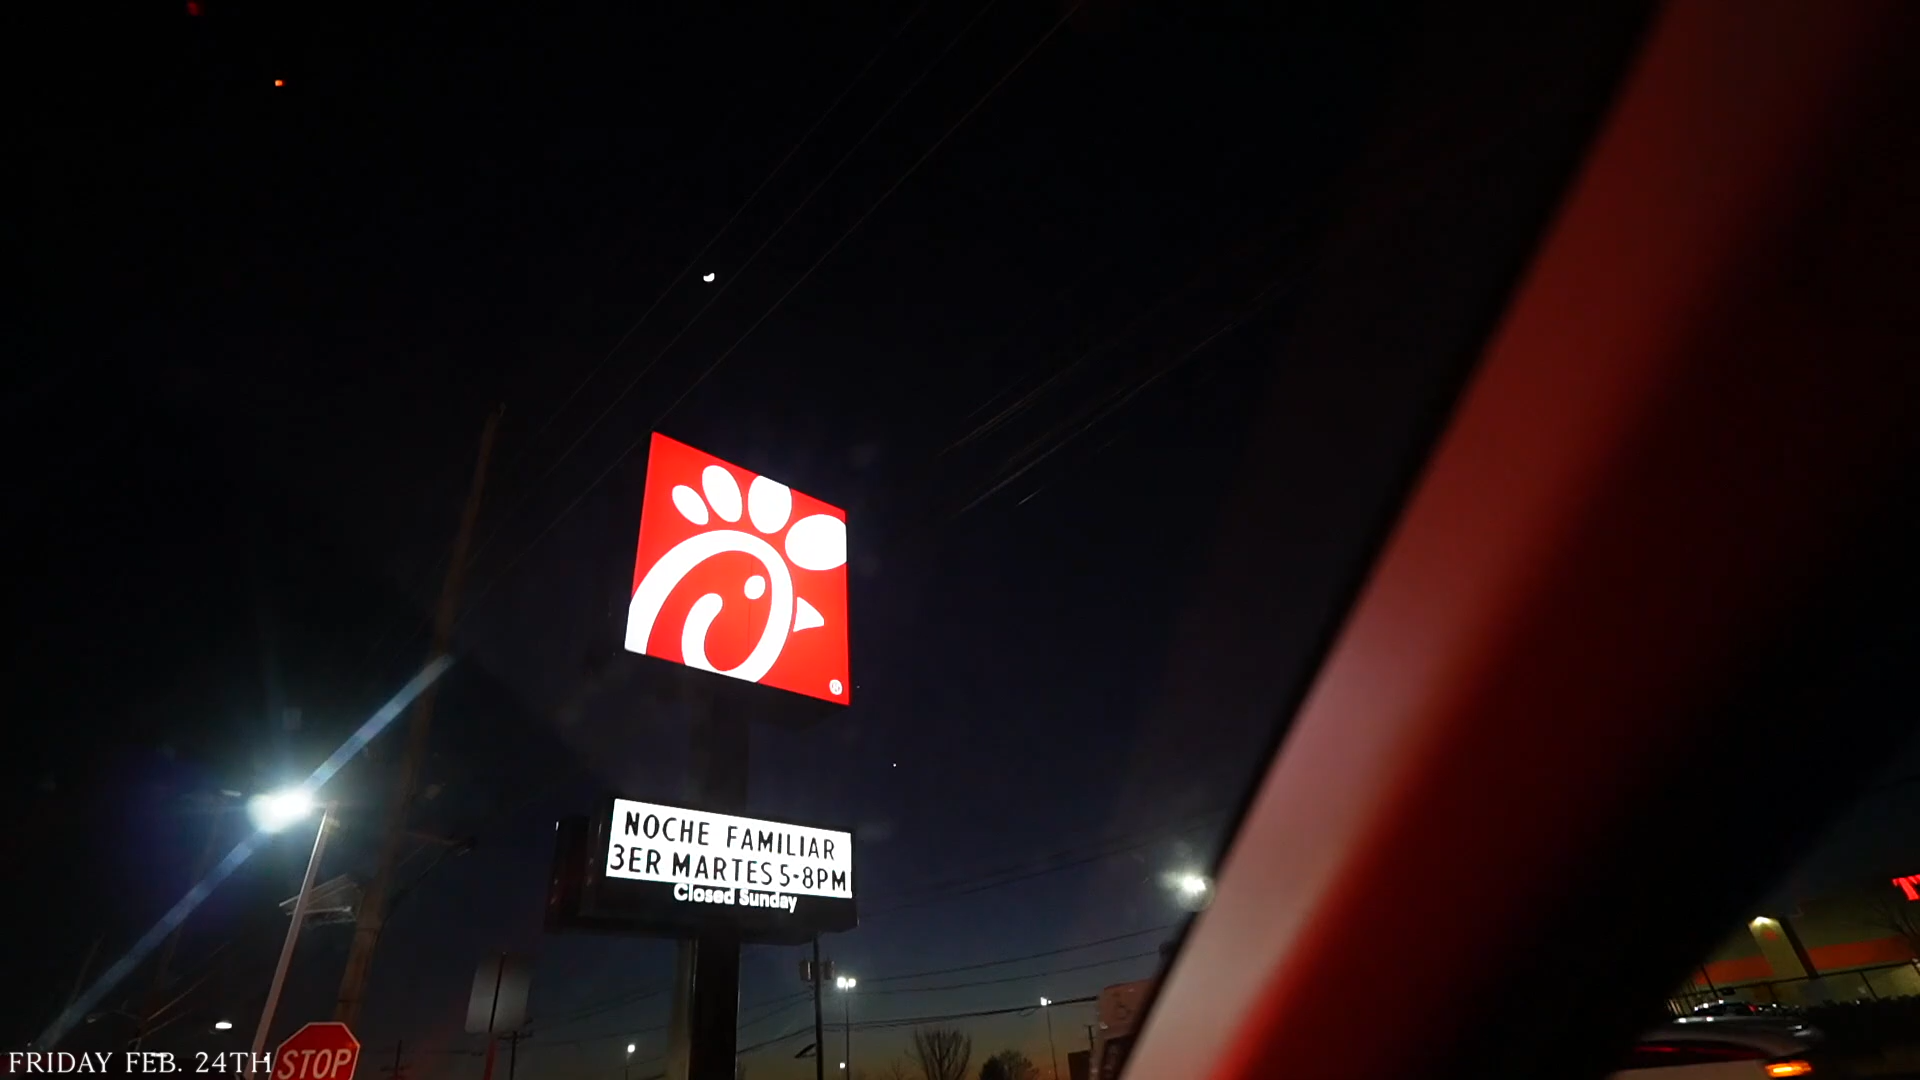 NOCHE FAMILIAR
3ER MARTES 5-8PM
Closed Sunday
STOP
FRIDAY FEB. 24TH